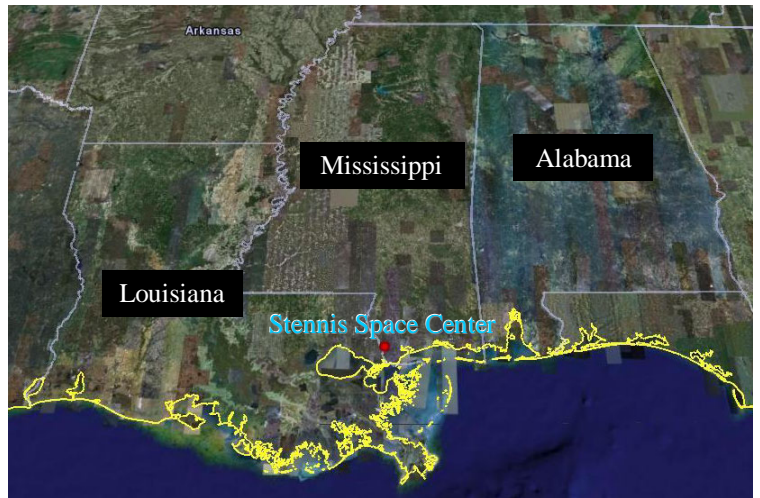 Arkansas
Mississippi
Alabama
Louisiana
Stennis Space Center